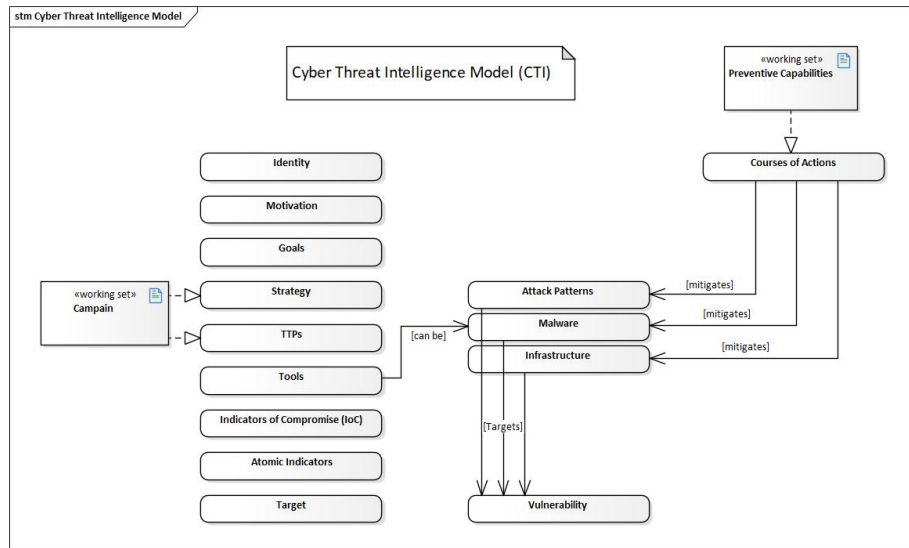 stm Cyber Threat Intelligence Model
Cyber Threat Intelligence Model (CTI)
«working set»
Preventive Capabilities
Identity
Courses of Actions
Motivation
Goals
«working set»
Campain
Strategy
Attack Patterns
[mitigates]
TTPs
Malware
[mitigates]
[can be]
Infrastructure
[mitigates]
Tools
Indicators of Compromise (IoC)
[Targets]
Atomic Indicators
Target
Vulnerability